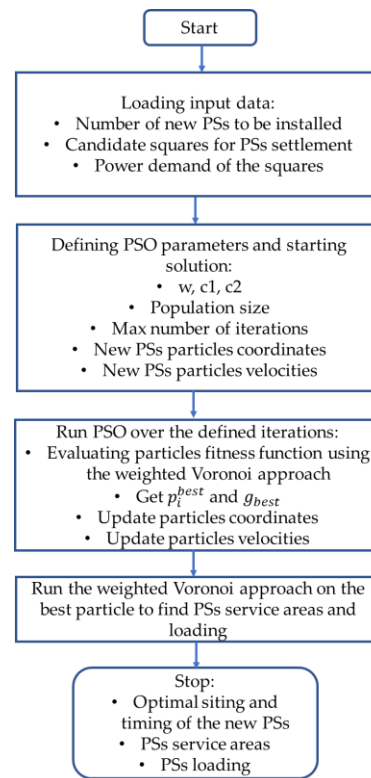 Start
Loading input data:
• Number of new PSs to be installed
• Candidate squares for PSs settlement
• Power demand of the squares
Defining PSO parameters and starting
solution:
• w, c1, c2
• Population size
• Max number of iterations
• New PSs particles coordinates
• New PSs particles velocities
Run PSO over the defined iterations:
• Evaluating particles fitness function using
the weighted Voronoi approach
• Get $p_i^{best}$ and $g_{best}$
• Update particles coordinates
• Update particles velocities
Run the weighted Voronoi approach on the
best particle to find PSs service areas and
loading
Stop:
• Optimal siting and
timing of the new PSs
• PSs service areas
• PSs loading